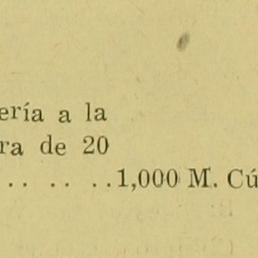 ería a la
ra de 20
.. .. ..1,000 M. Cú